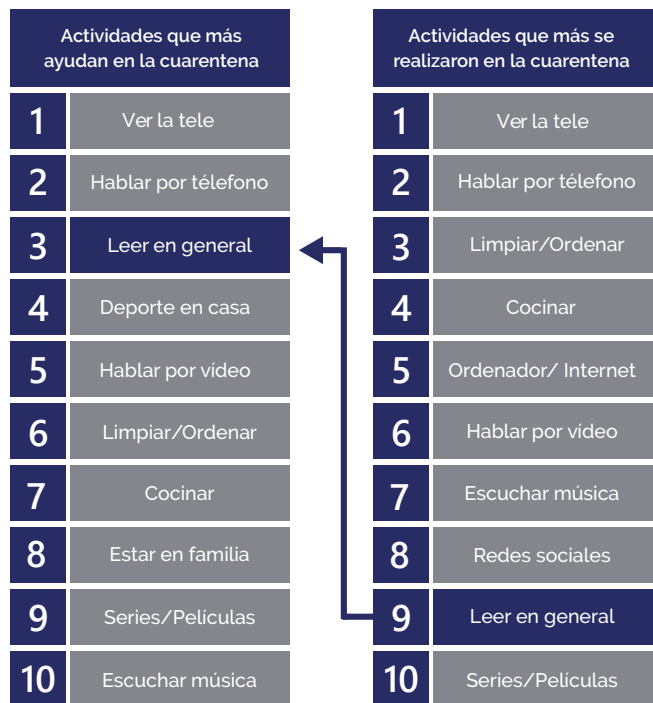 Actividades que más
ayudan en la cuarentena
1 Ver la tele
2 Hablar por télefono
3 Leer en general
4 Deporte en casa
5 Hablar por vídeo
6 Limpiar/Ordenar
7 Cocinar
8 Estar en familia
9 Series/Películas
10 Escuchar música
Actividades que más se
realizaron en la cuarentena
1 Ver la tele
2 Hablar por télefono
3 Limpiar/Ordenar
4 Cocinar
5 Ordenador/ Internet
6 Hablar por vídeo
7 Escuchar música
8 Redes sociales
9 Leer en general
10 Series/Películas